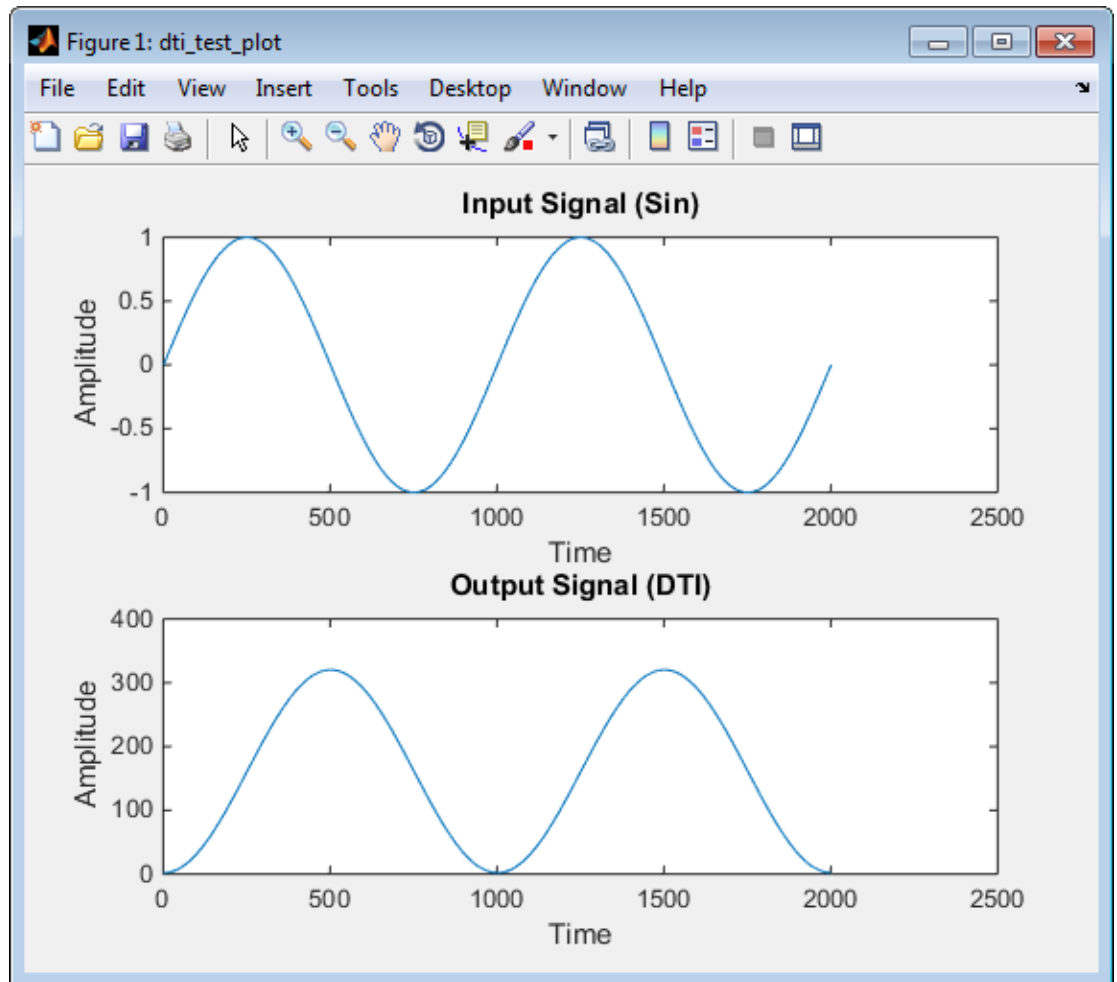 Figure 1: dti_test_plot
File Edit View Insert Tools Desktop Window Help
Input Signal (Sin)
1
0.5
0
-0.5
-1
Amplitude
0 500 1000 1500 2000 2500
Time
Output Signal (DTI)
400
300
200
100
0
Amplitude
0 500 1000 1500 2000 2500
Time